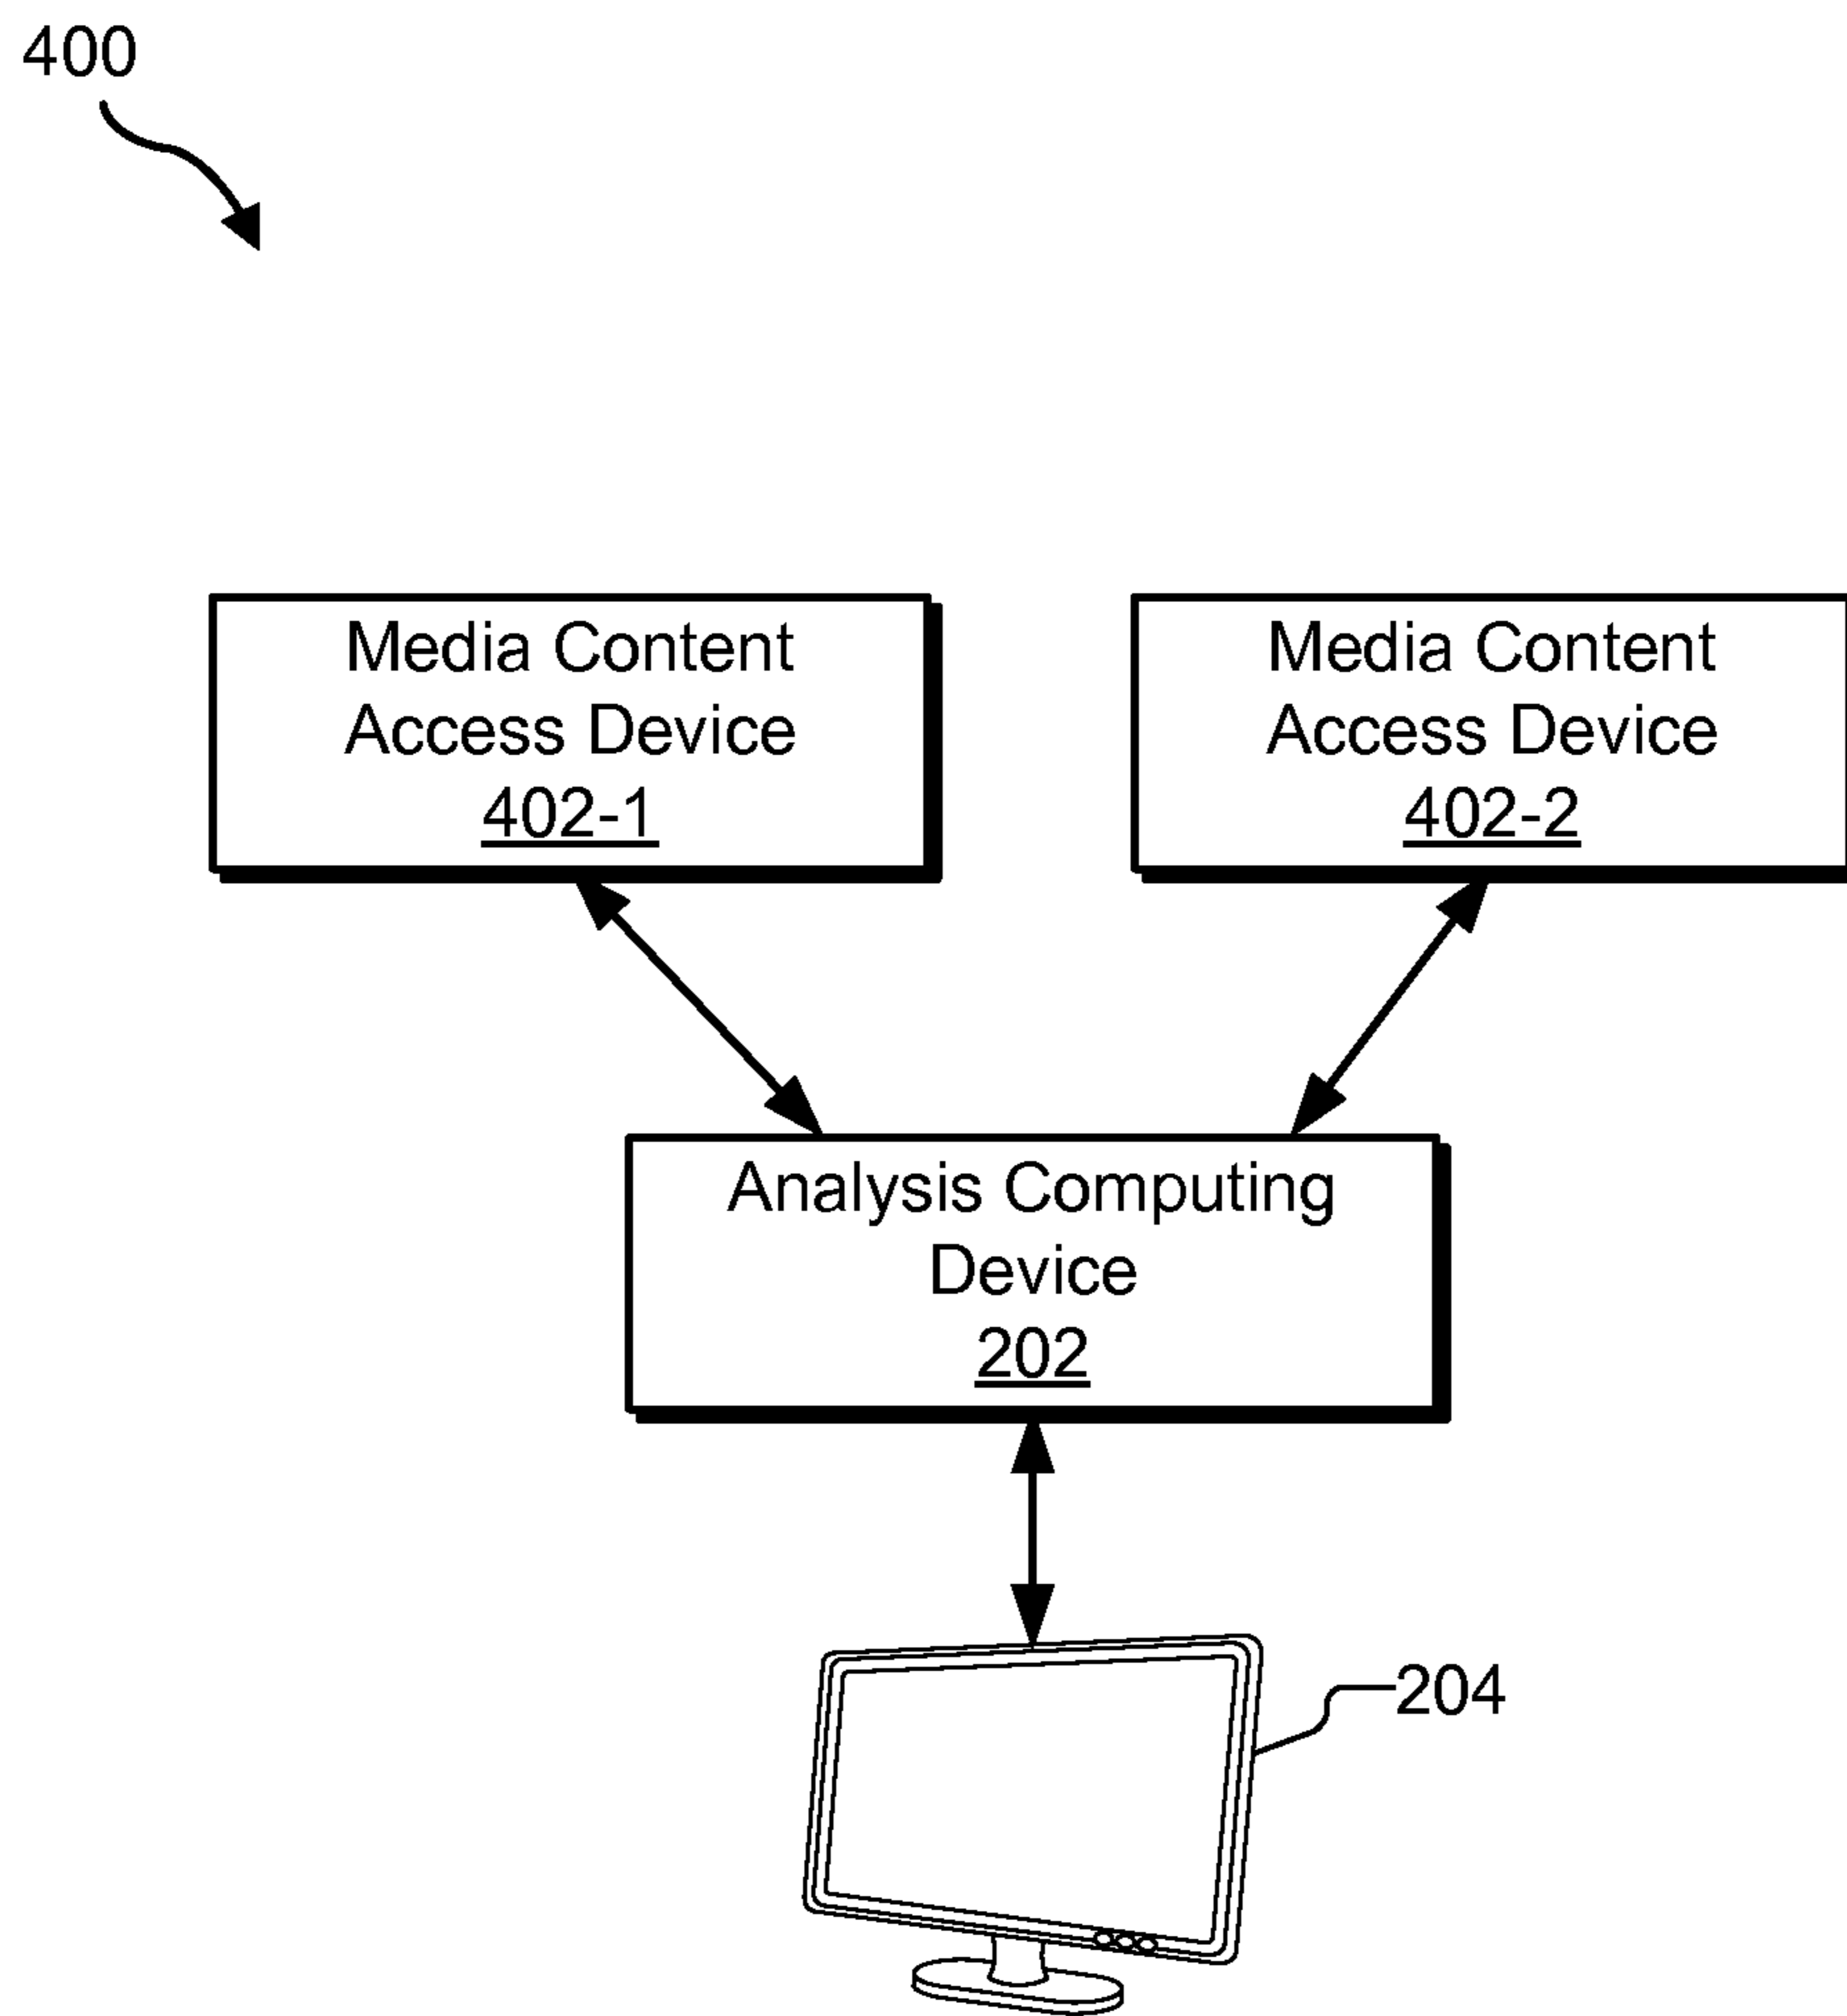 400
Media Content
Access Device
402-1
Media Content
Access Device
402-2
Analysis Computing
Device
202
204